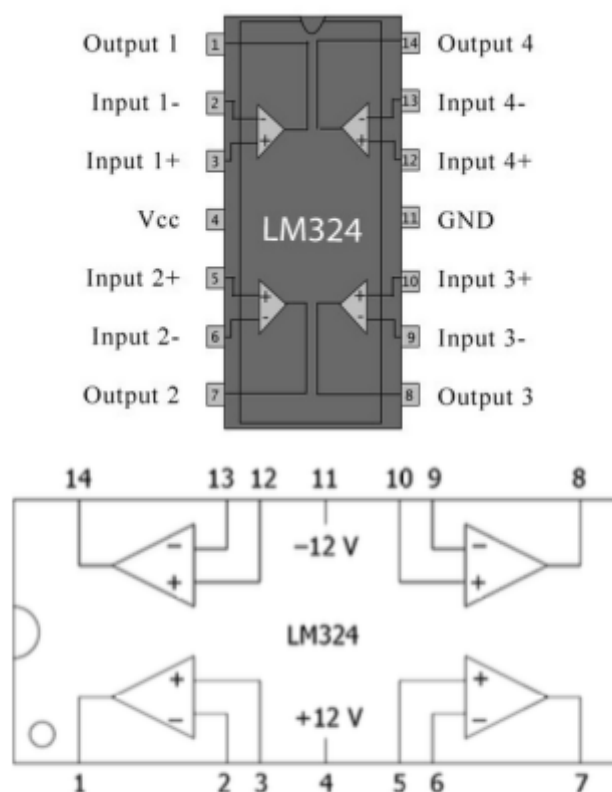 Output 1 1 14 Output 4
Input 1- 2 - - 13 Input 4-
Input 1+ 3 + + 12 Input 4+
Vcc 4 LM324 11 GND
Input 2+ 5 + + 10 Input 3+
Input 2- 6 - - 9 Input 3-
Output 2 7 8 Output 3
14 13 12 11 10 9 8
− −12 V −
+ +
LM324
+ +
− +12 V −
1 2 3 4 5 6 7